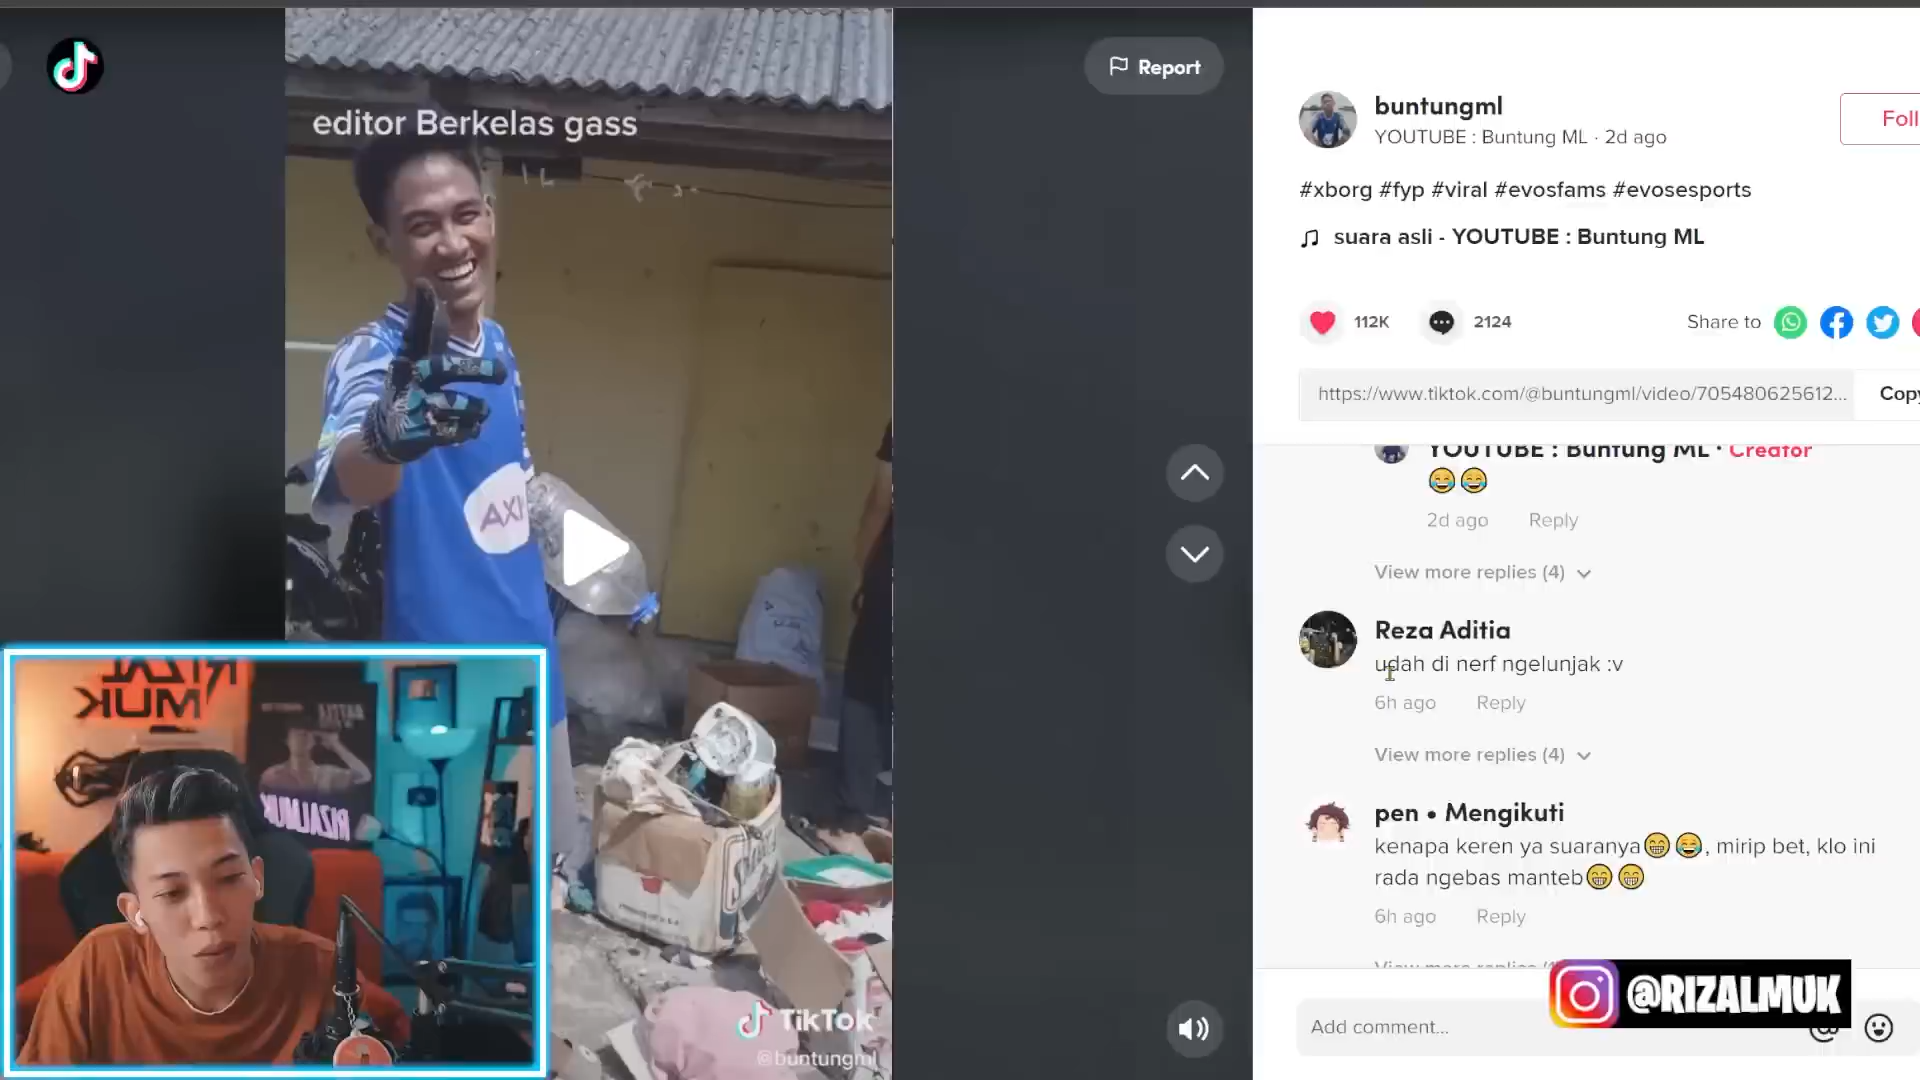 Report
editor Berkelas gass
AXI
RIZAL
MUK
RIZALMUK
TikTok
@buntungml
buntungml
YOUTUBE : Buntung ML · 2d ago
#xborg #fyp #viral #evosfams #evosesports
suara asli - YOUTUBE : Buntung ML
112K
2124
Share to
https://www.tiktok.com/@buntungml/video/705480625612...
YOUTUBE : Buntung ML · Creator
😂😂
2d ago Reply
View more replies (4)
Reza Aditia
udah di nerf ngelunjak :v
6h ago Reply
View more replies (4)
pen • Mengikuti
kenapa keren ya suaranya😁😂, mirip bet, klo ini
rada ngebas manteb😁😁
6h ago Reply
@RIZALMUK
Add comment...